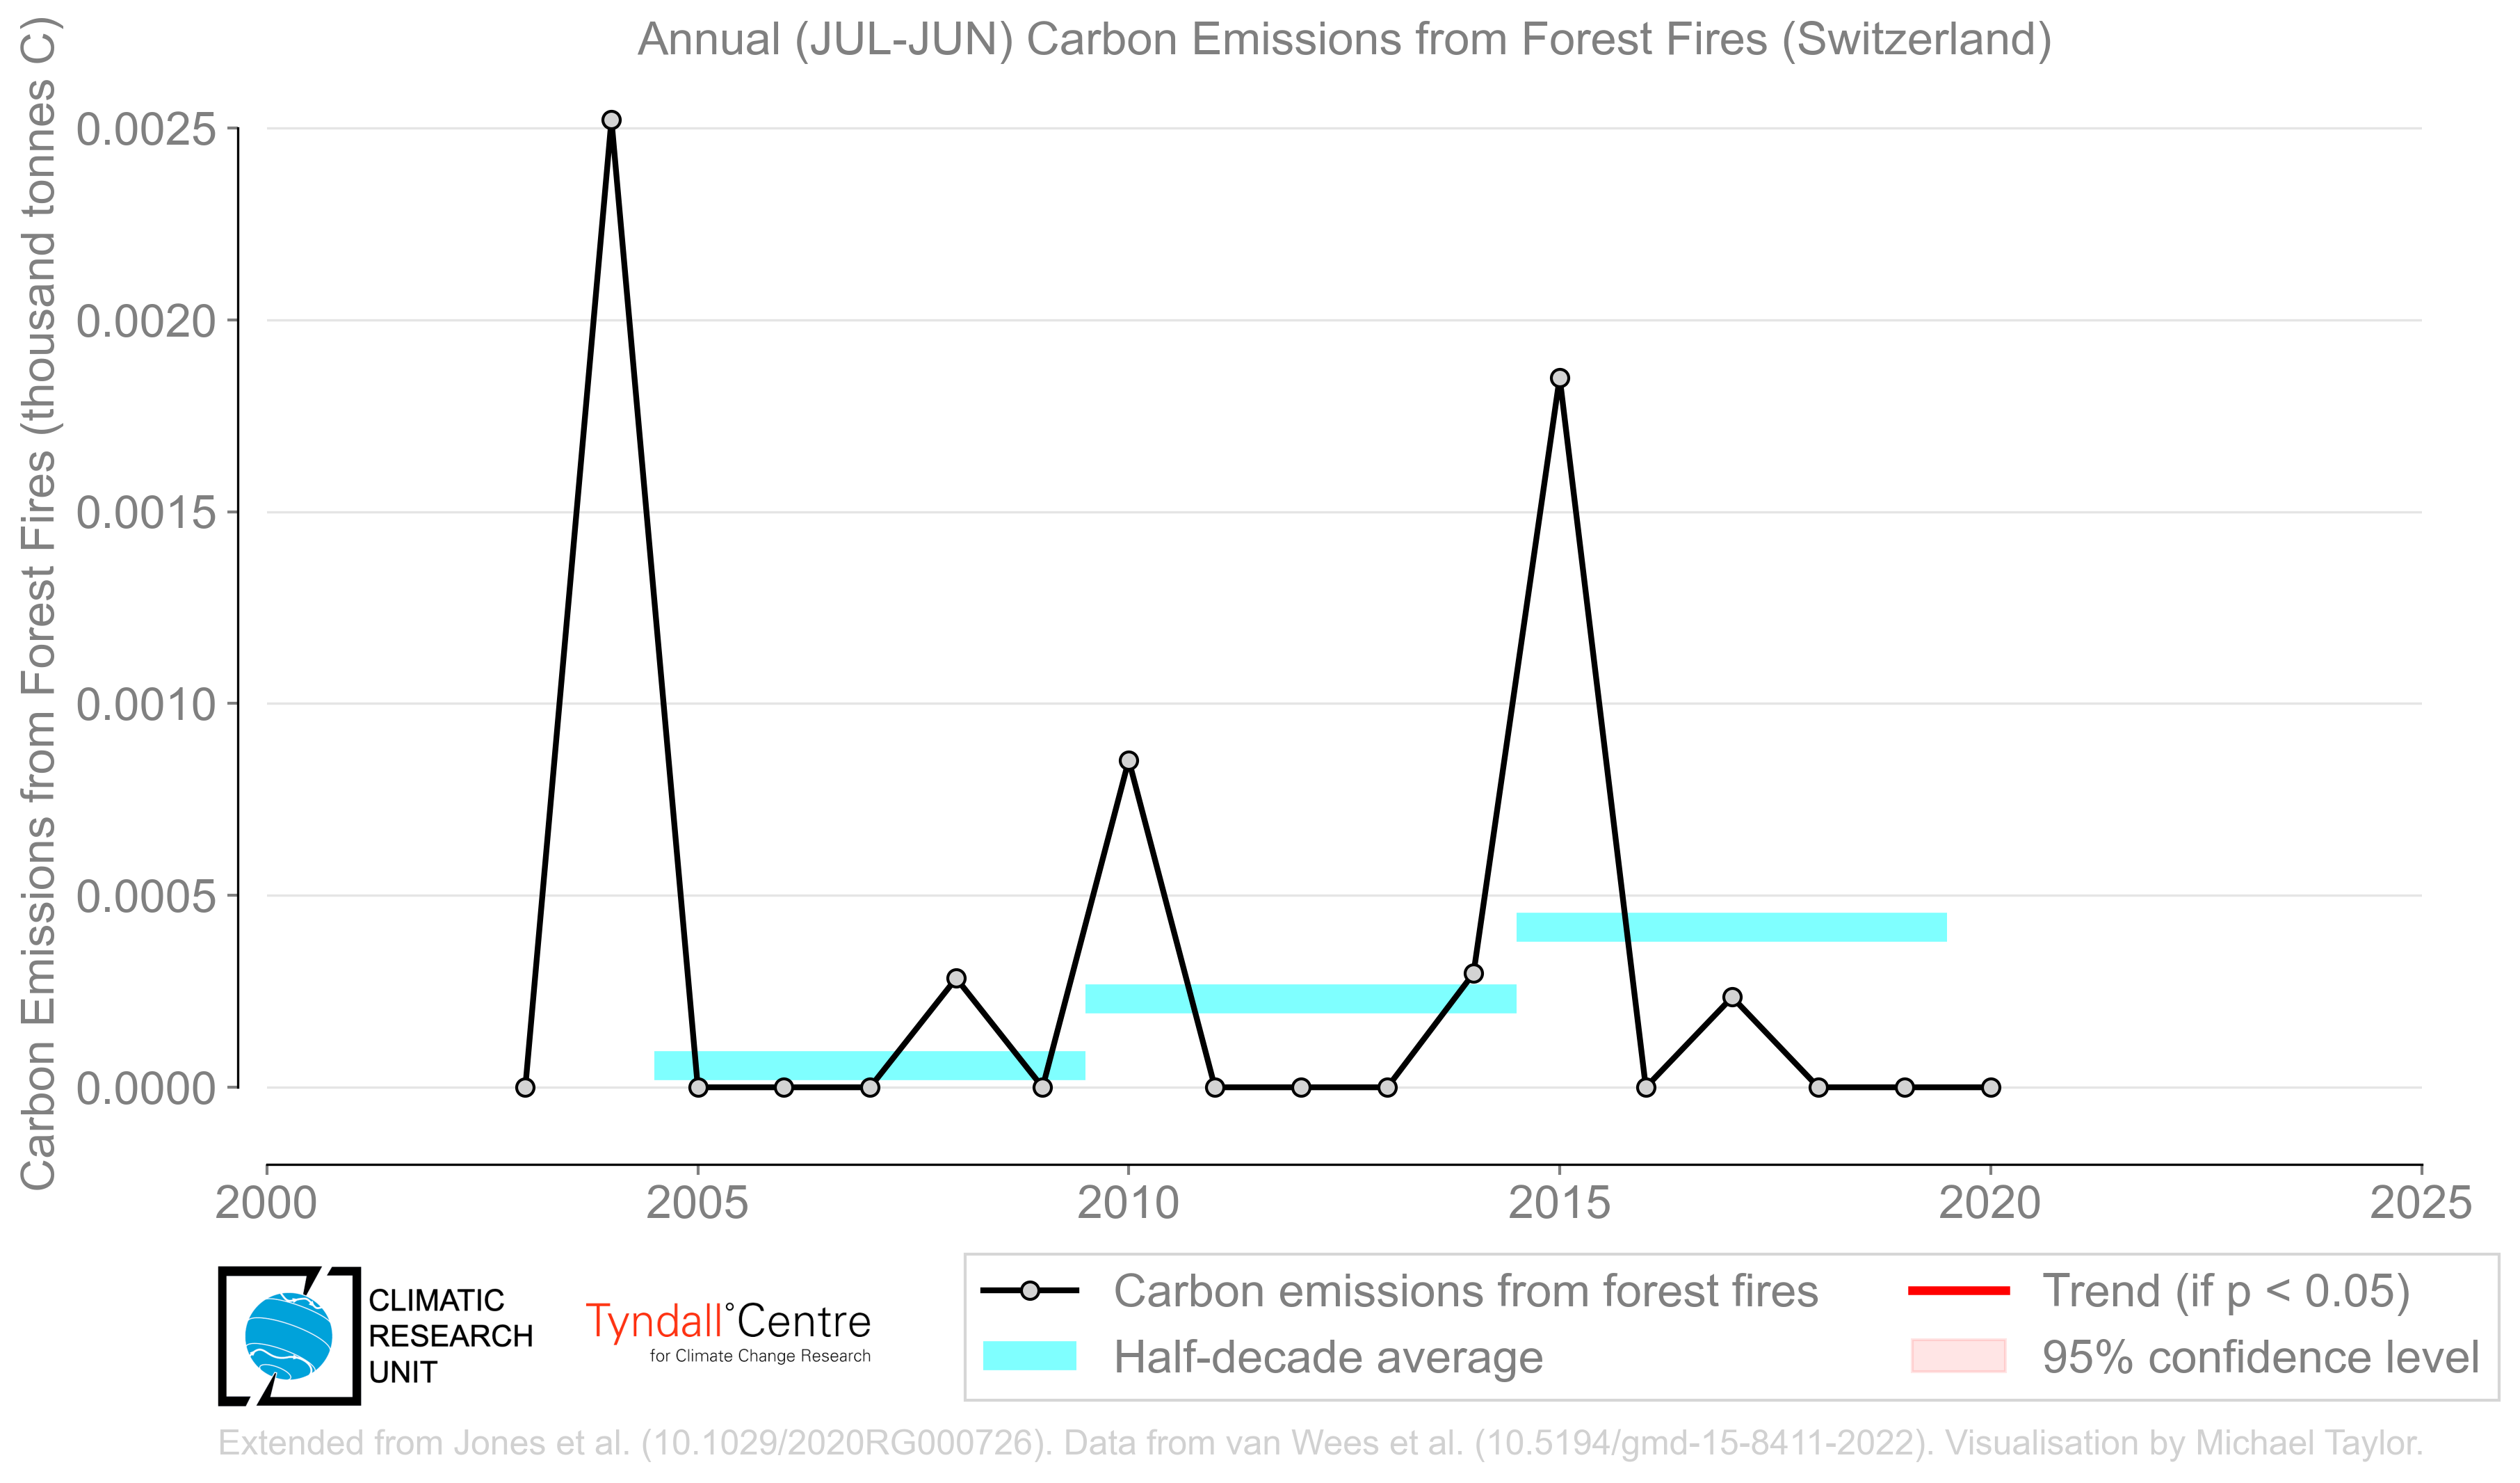 Annual (JUL-JUN) Carbon Emissions from Forest Fires (Switzerland)
Carbon Emissions from Forest Fires (thousand tonnes C)
0.0025
0.0020
0.0015
0.0010
0.0005
0.0000
2000 2005 2010 2015 2020 2025
CLIMATIC
RESEARCH
UNIT
Tyndall°Centre
for Climate Change Research
Carbon emissions from forest fires
Half-decade average
Trend (if p < 0.05)
95% confidence level
Extended from Jones et al. (10.1029/2020RG000726). Data from van Wees et al. (10.5194/gmd-15-8411-2022). Visualisation by Michael Taylor.